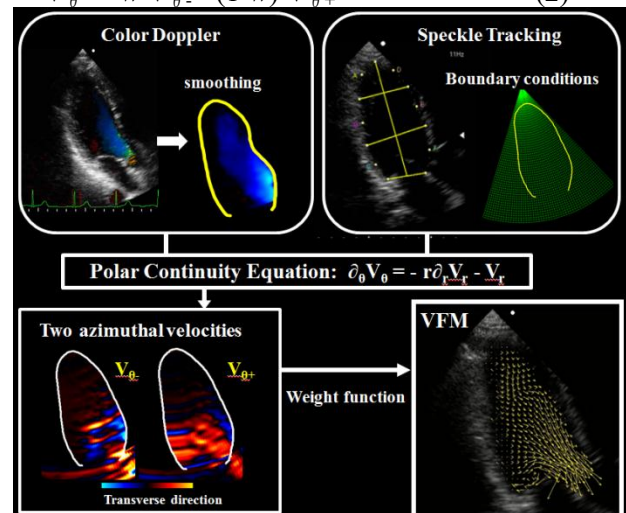 Color Doppler
Speckle Tracking
smoothing
11Hz
Boundary conditions
Polar Continuity Equation: ∂θVθ = - r∂rVr - Vr
Two azimuthal velocities
VFM
Vθ-
Vθ+
Weight function
Transverse direction